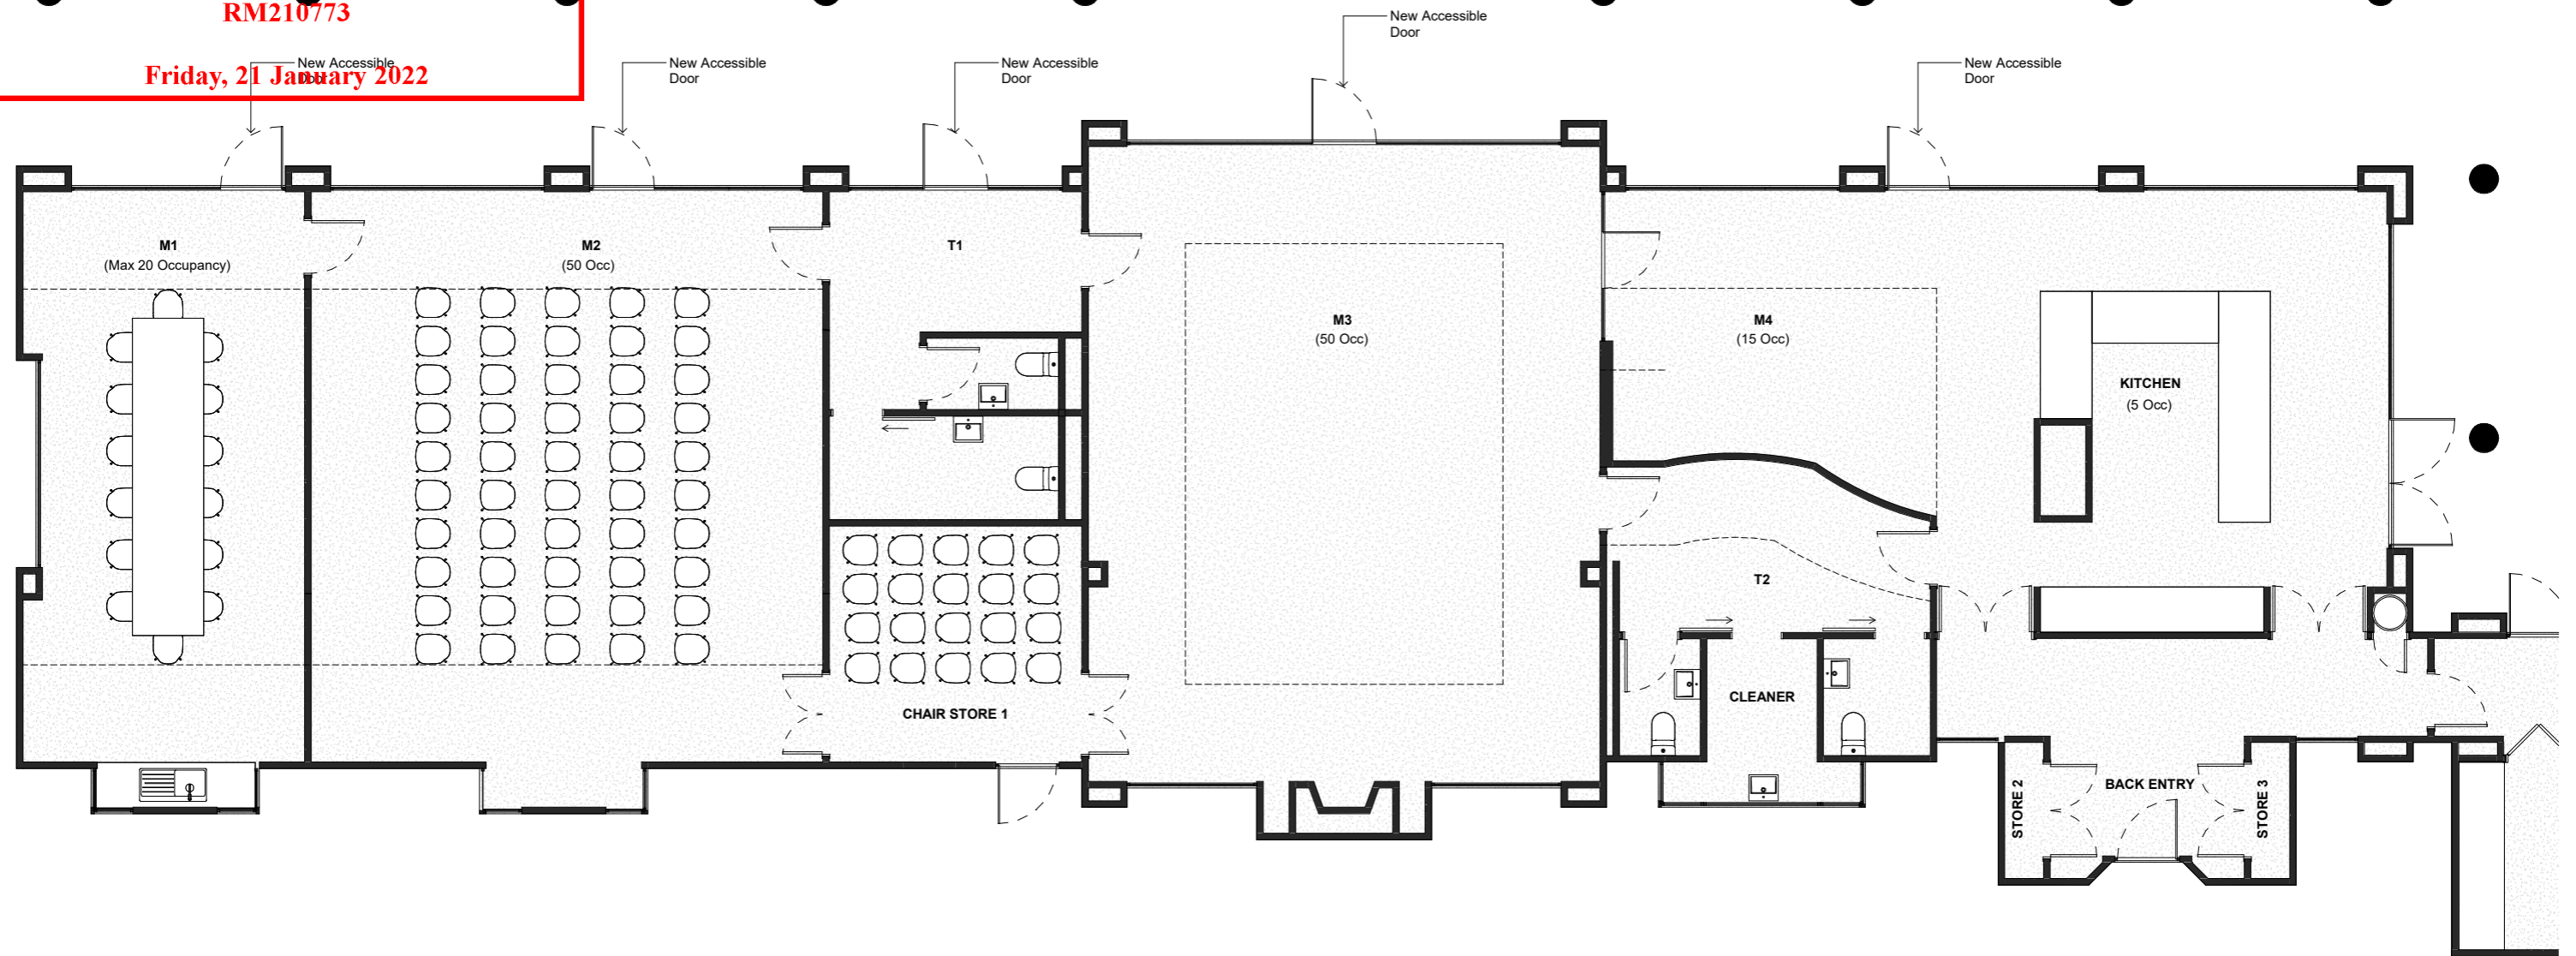 RM210773
Friday, 21 January 2022
New Accessible
Door
New Accessible
Door
New Accessible
Door
New Accessible
Door
New Accessible
Door
M1
(Max 20 Occupancy)
M2
(50 Occ)
T1
M3
(50 Occ)
M4
(15 Occ)
KITCHEN
(5 Occ)
T2
CLEANER
CHAIR STORE 1
STORE 2
BACK ENTRY
STORE 3